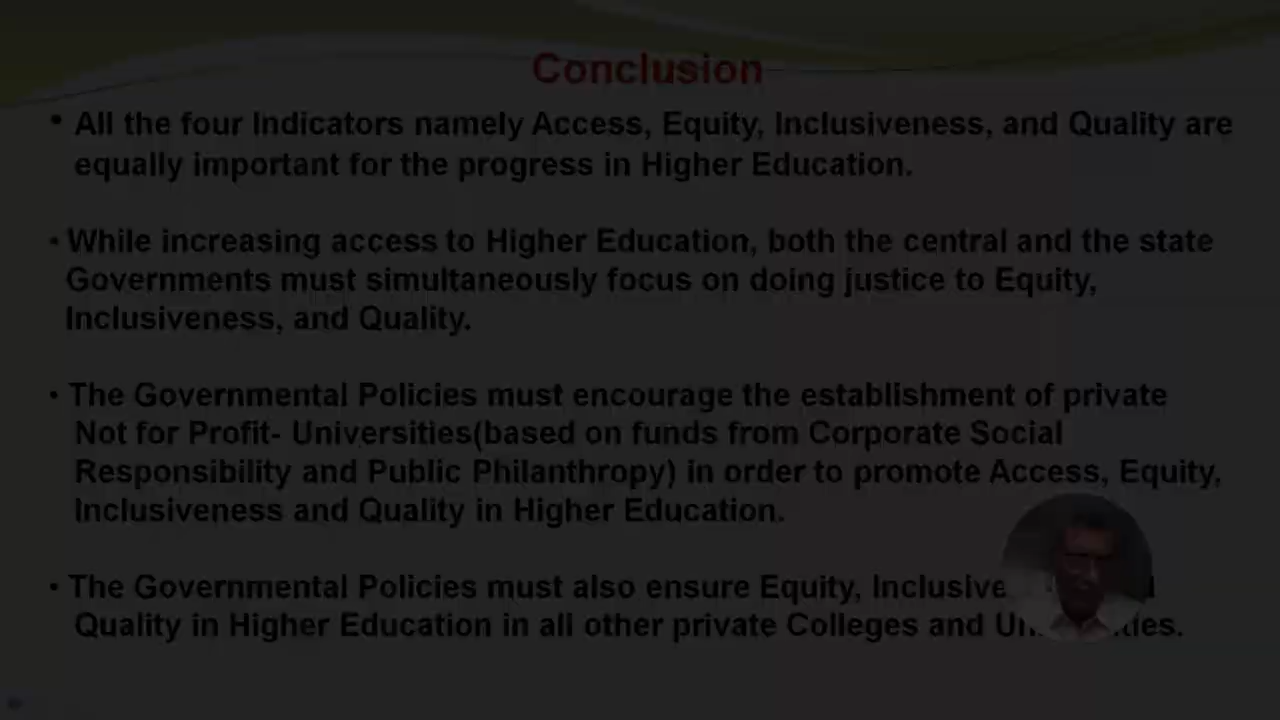 Conclusion
• All the four Indicators namely Access, Equity, Inclusiveness, and Quality are
equally important for the progress in Higher Education.
• While increasing access to Higher Education, both the central and the state
Governments must simultaneously focus on doing justice to Equity,
Inclusiveness, and Quality.
• The Governmental Policies must encourage the establishment of private
Not for Profit- Universities(based on funds from Corporate Social
Responsibility and Public Philanthropy) in order to promote Access, Equity,
Inclusiveness and Quality in Higher Education.
• The Governmental Policies must also ensure Equity,
Quality in Higher Education in all other private Colleges and